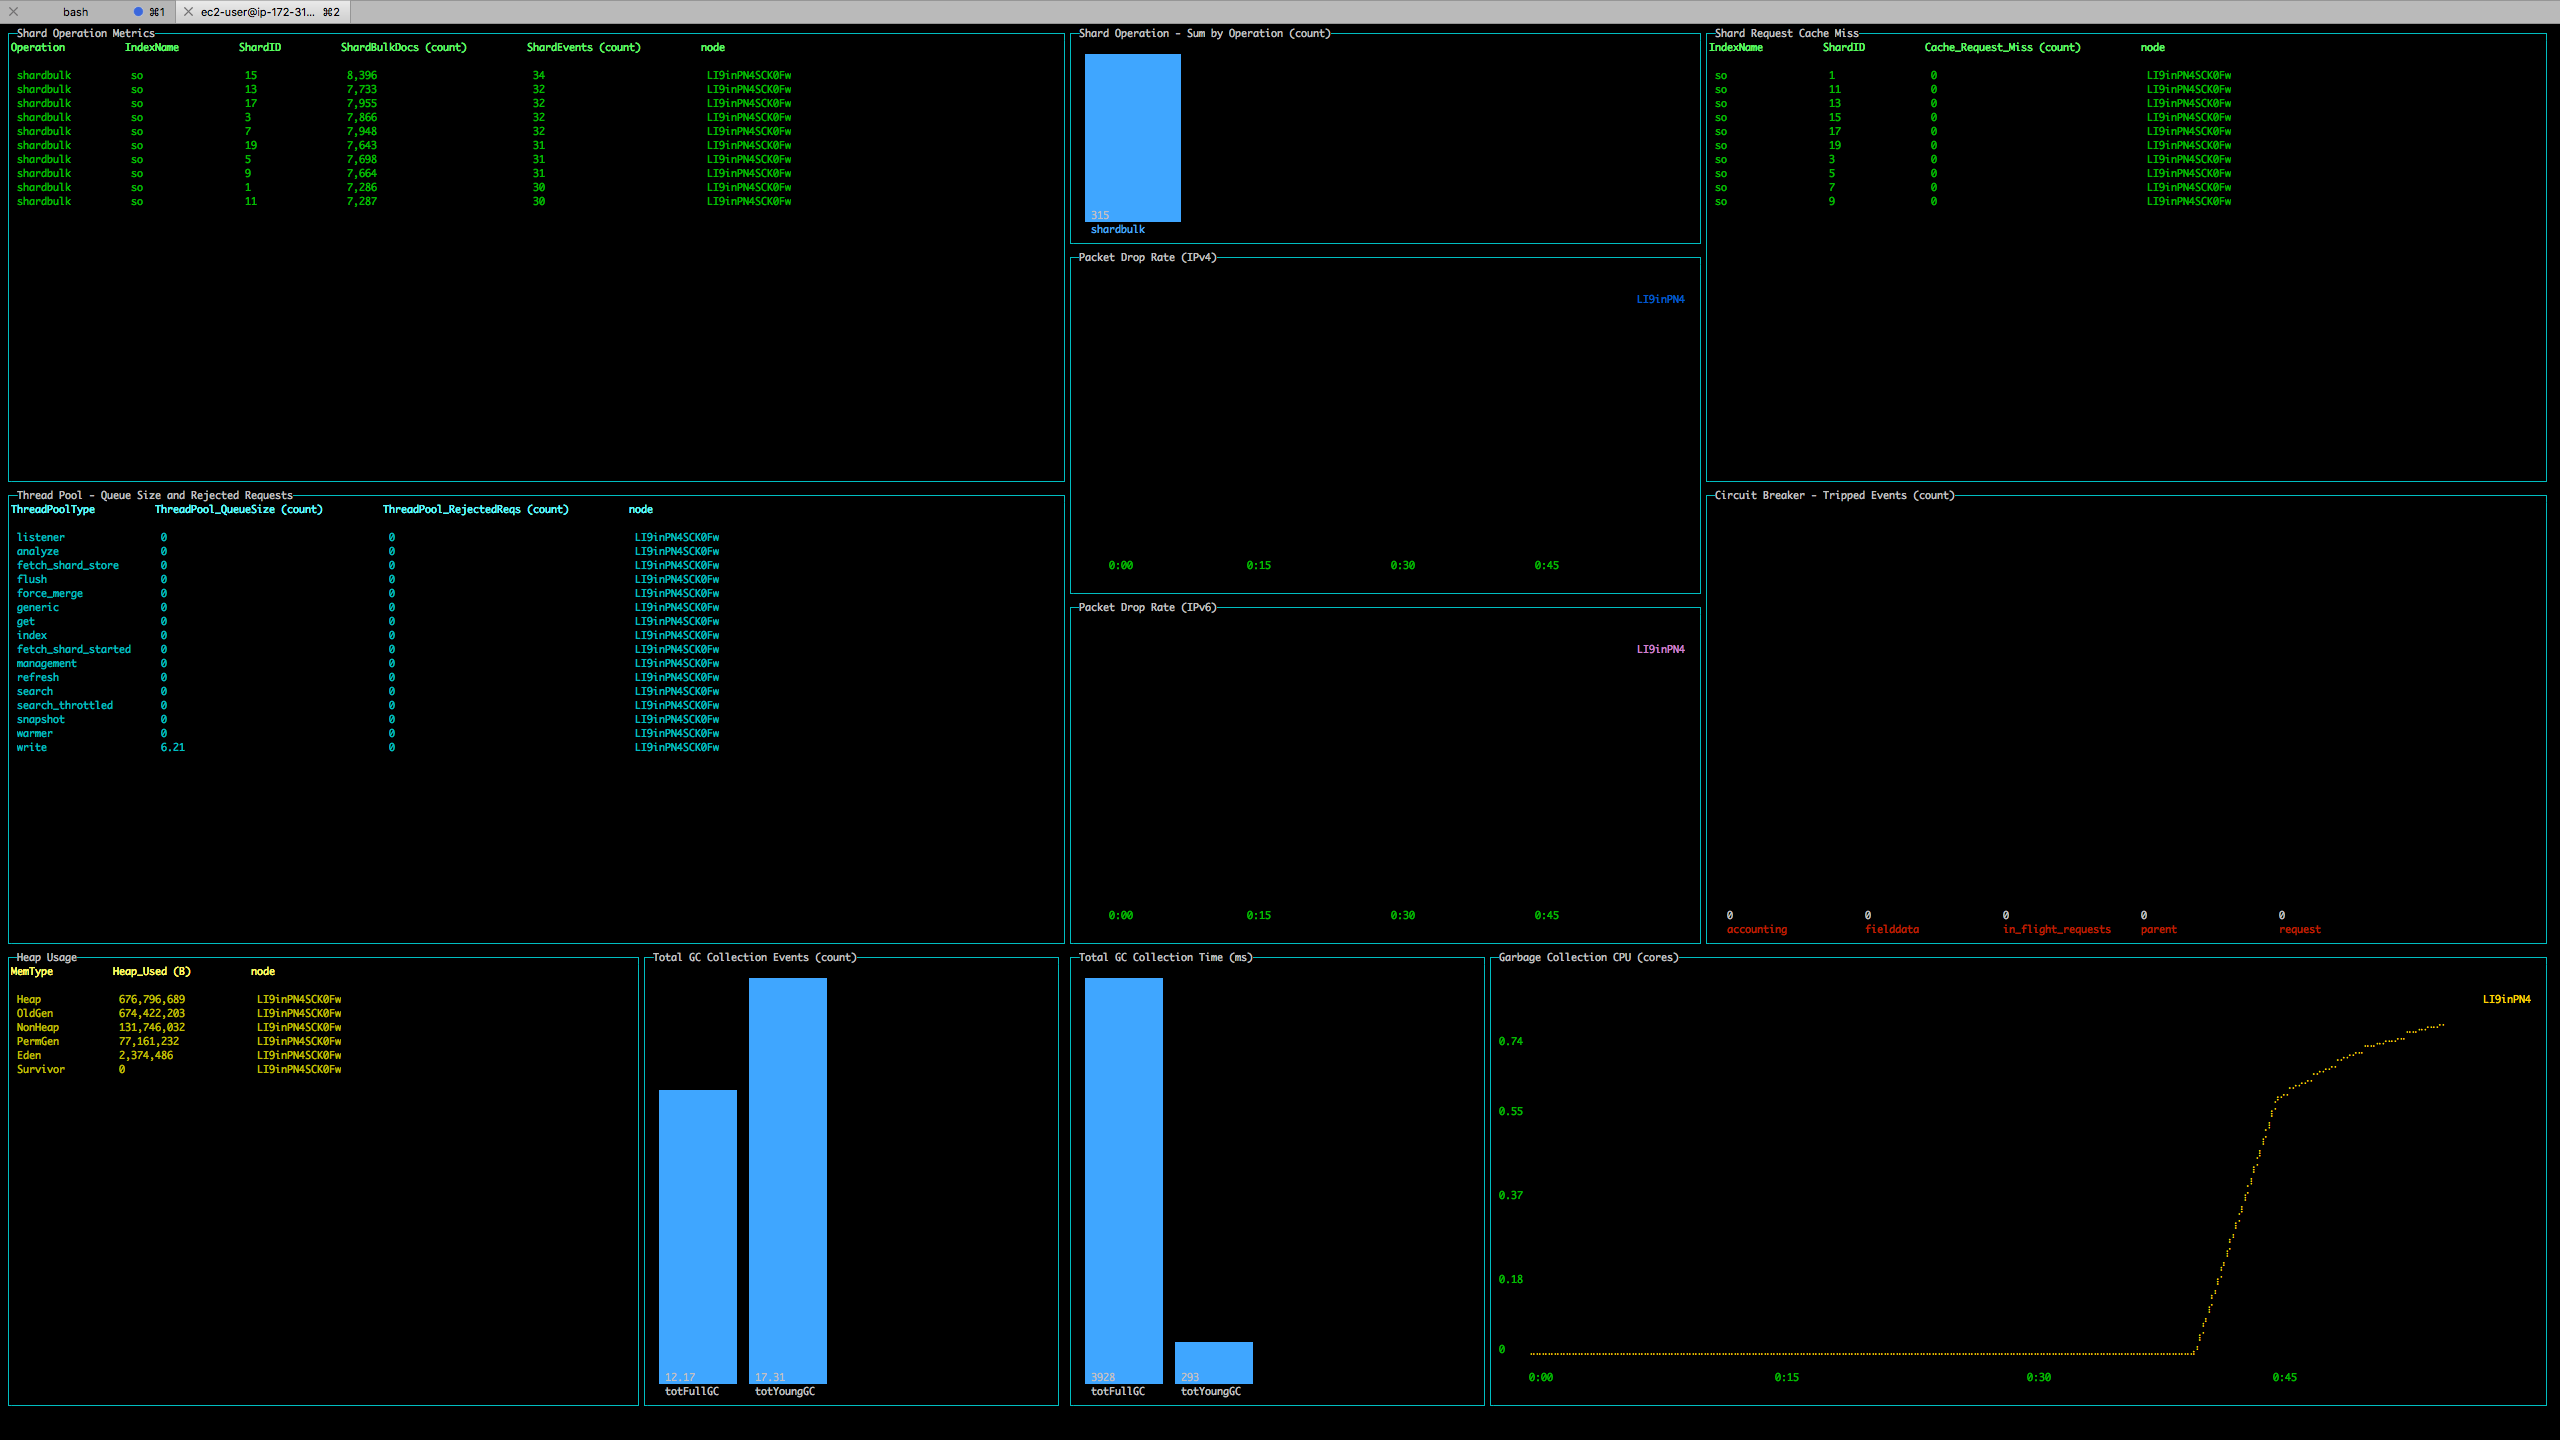 bash ⌘1 ec2-user@ip-172-31... ⌘2
Shard Operation Metrics
Operation IndexName ShardID ShardBulkDocs (count) ShardEvents (count) node
shardbulk so 15 8,396 34 LI9inPN4SCK0Fw
shardbulk so 13 7,733 32 LI9inPN4SCK0Fw
shardbulk so 17 7,955 32 LI9inPN4SCK0Fw
shardbulk so 3 7,866 32 LI9inPN4SCK0Fw
shardbulk so 7 7,948 32 LI9inPN4SCK0Fw
shardbulk so 19 7,643 31 LI9inPN4SCK0Fw
shardbulk so 5 7,698 31 LI9inPN4SCK0Fw
shardbulk so 9 7,664 31 LI9inPN4SCK0Fw
shardbulk so 1 7,286 30 LI9inPN4SCK0Fw
shardbulk so 11 7,287 30 LI9inPN4SCK0Fw
Shard Operation - Sum by Operation (count)
315
shardbulk
Packet Drop Rate (IPv4)
LI9inPN4
0:00 0:15 0:30 0:45
Packet Drop Rate (IPv6)
LI9inPN4
0:00 0:15 0:30 0:45
Shard Request Cache Miss
IndexName ShardID Cache_Request_Miss (count) node
so 1 0 LI9inPN4SCK0Fw
so 11 0 LI9inPN4SCK0Fw
so 13 0 LI9inPN4SCK0Fw
so 15 0 LI9inPN4SCK0Fw
so 17 0 LI9inPN4SCK0Fw
so 19 0 LI9inPN4SCK0Fw
so 3 0 LI9inPN4SCK0Fw
so 5 0 LI9inPN4SCK0Fw
so 7 0 LI9inPN4SCK0Fw
so 9 0 LI9inPN4SCK0Fw
Thread Pool - Queue Size and Rejected Requests
ThreadPoolType ThreadPool_QueueSize (count) ThreadPool_RejectedReqs (count) node
listener 0 0 LI9inPN4SCK0Fw
analyze 0 0 LI9inPN4SCK0Fw
fetch_shard_store 0 0 LI9inPN4SCK0Fw
flush 0 0 LI9inPN4SCK0Fw
force_merge 0 0 LI9inPN4SCK0Fw
generic 0 0 LI9inPN4SCK0Fw
get 0 0 LI9inPN4SCK0Fw
index 0 0 LI9inPN4SCK0Fw
fetch_shard_started 0 0 LI9inPN4SCK0Fw
management 0 0 LI9inPN4SCK0Fw
refresh 0 0 LI9inPN4SCK0Fw
search 0 0 LI9inPN4SCK0Fw
search_throttled 0 0 LI9inPN4SCK0Fw
snapshot 0 0 LI9inPN4SCK0Fw
warmer 0 0 LI9inPN4SCK0Fw
write 6.21 0 LI9inPN4SCK0Fw
Circuit Breaker - Tripped Events (count)
0 0 0 0 0
accounting fielddata in_flight_requests parent request
Heap Usage
MemType Heap_Used (B) node
Heap 676,796,689 LI9inPN4SCK0Fw
OldGen 674,422,203 LI9inPN4SCK0Fw
NonHeap 131,746,032 LI9inPN4SCK0Fw
PermGen 77,161,232 LI9inPN4SCK0Fw
Eden 2,374,486 LI9inPN4SCK0Fw
Survivor 0 LI9inPN4SCK0Fw
Total GC Collection Events (count)
12.17 17.31
totFullGC totYoungGC
Total GC Collection Time (ms)
3928 293
totFullGC totYoungGC
Garbage Collection CPU (cores)
LI9inPN4
0.74
0.55
0.37
0.18
0
0:00 0:15 0:30 0:45